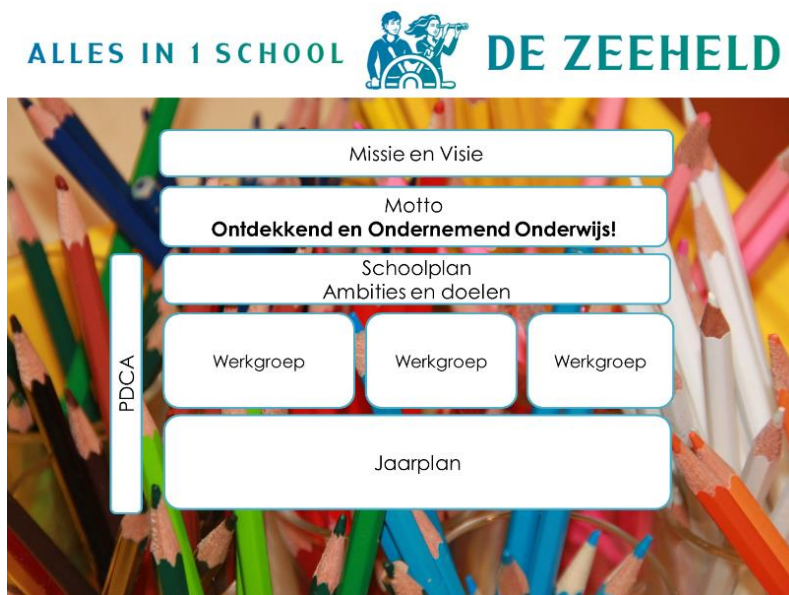 ALLES IN 1 SCHOOL DE ZEEHELD
Missie en Visie
Motto
Ontdekkend en Ondernemend Onderwijs!
Schoolplan
Ambities en doelen
PDCA
Werkgroep Werkgroep Werkgroep
Jaarplan